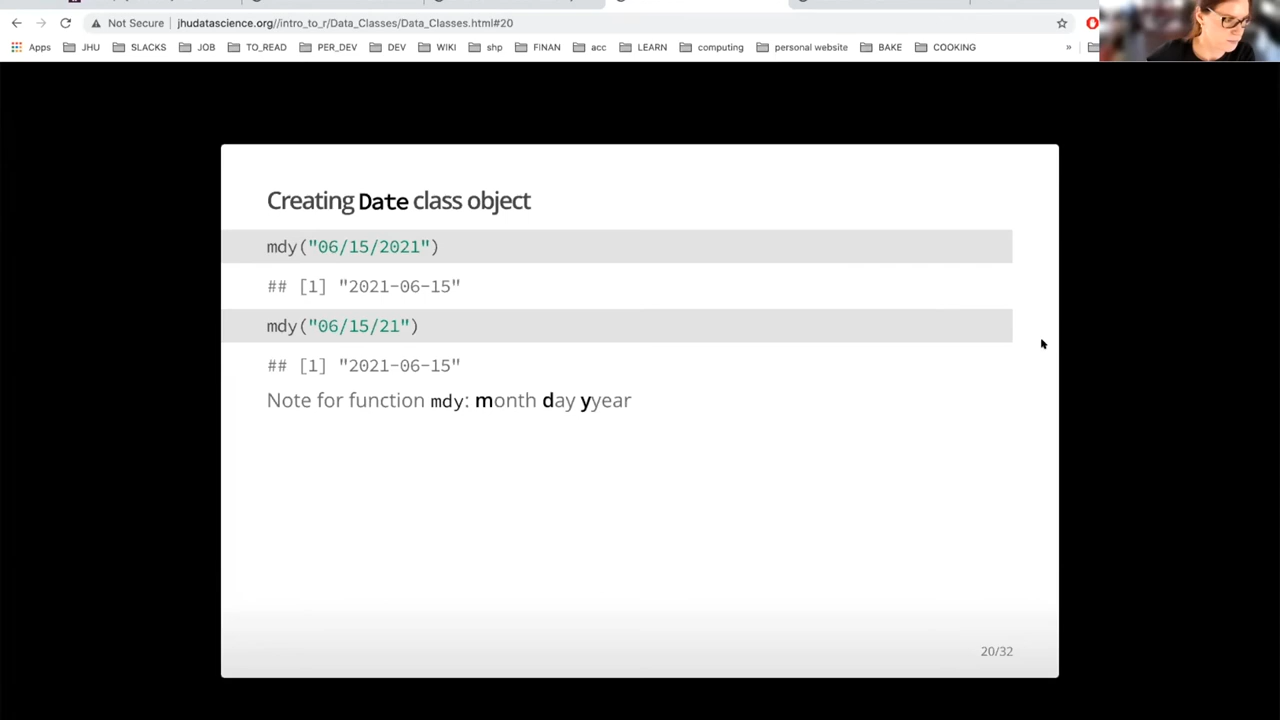 Not Secure
jhudatascience.org//intro_to_r/Data_Classes/Data_Classes.html#20
Apps JHU SLACKS JOB TO_READ PER_DEV DEV WIKI shp FINAN acc LEARN computing personal website BAKE COOKING »
Creating Date class object
mdy("06/15/2021")
## [1] "2021-06-15"
mdy("06/15/21")
## [1] "2021-06-15"
Note for function mdy: month day yyear
20/32